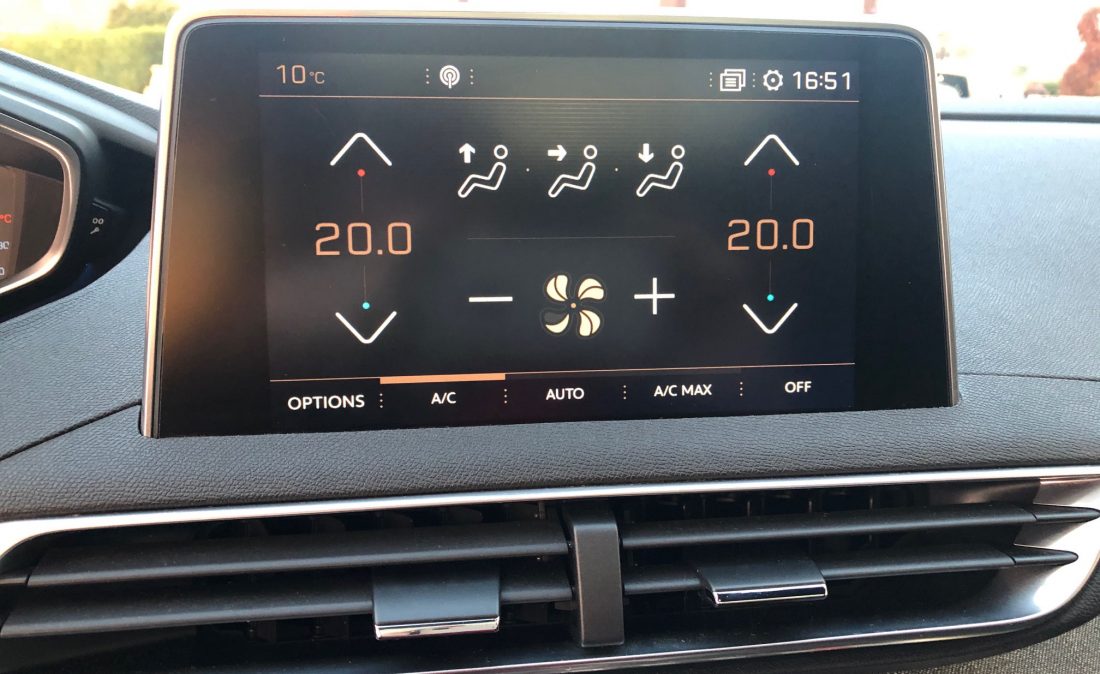 10°C
16:51
20.0
20.0
OPTIONS
A/C
AUTO
A/C MAX
OFF
°C